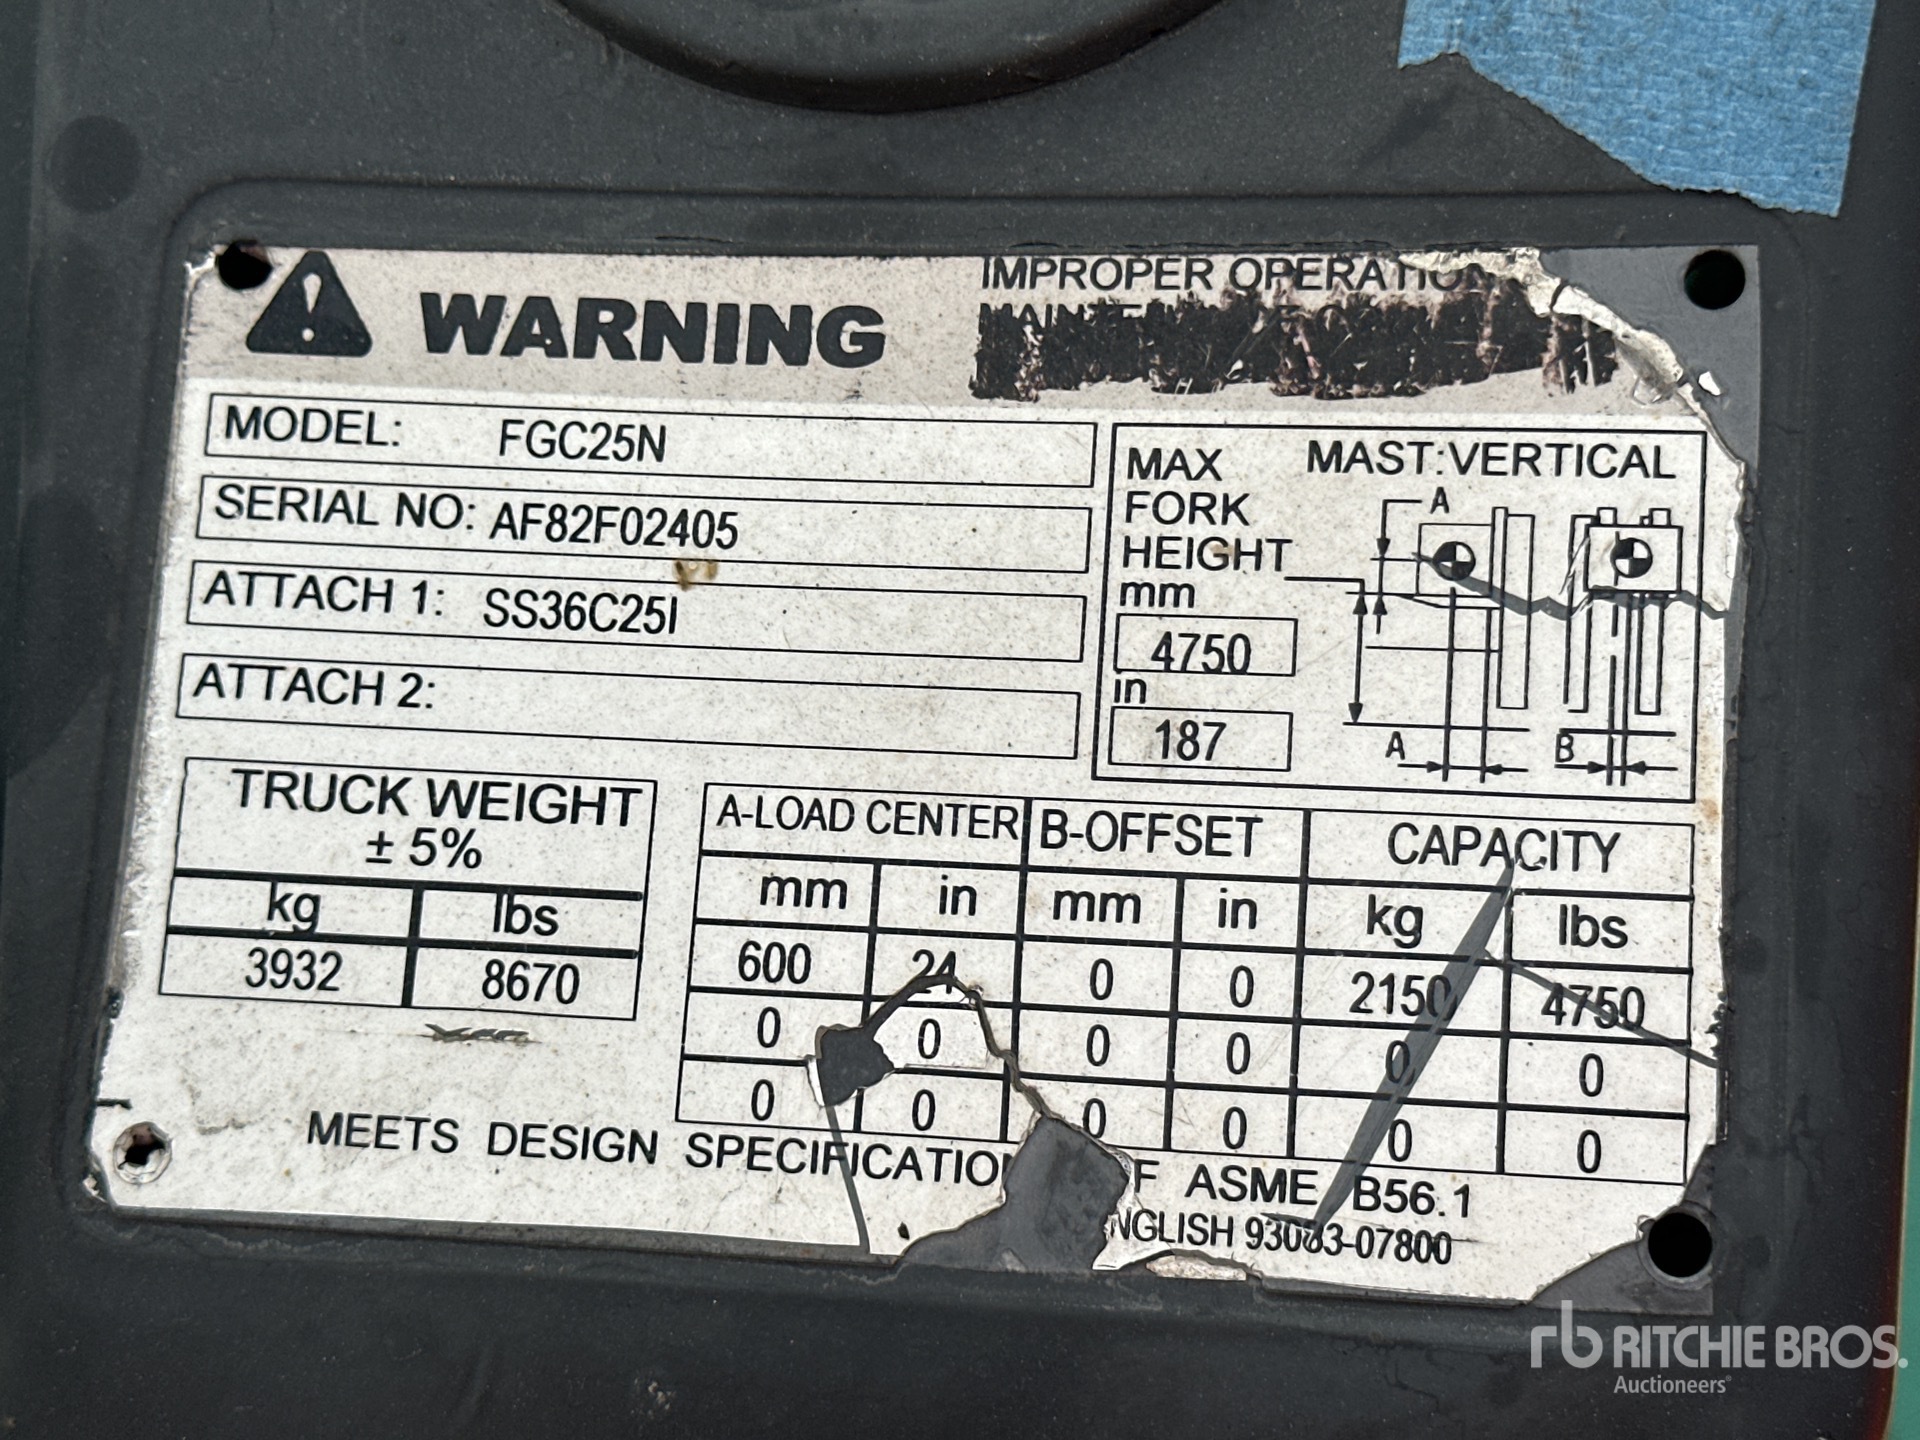 WARNING
IMPROPER OPERATION
MODEL: FGC25N
SERIAL NO: AF82F02405
ATTACH 1: SS36C25I
ATTACH 2:
MAX FORK HEIGHT
MAST:VERTICAL
mm
4750
in
187
A
A
B
TRUCK WEIGHT
± 5%
kg lbs
3932 8670
A-LOAD CENTER B-OFFSET CAPACITY
mm in mm in kg lbs
600 24 0 0 2150 4750
0 0 0 0 0 0
0 0 0 0 0 0
MEETS DESIGN ASME B56.1
93083-07800
rb RITCHIE BROS.
Auctioneers